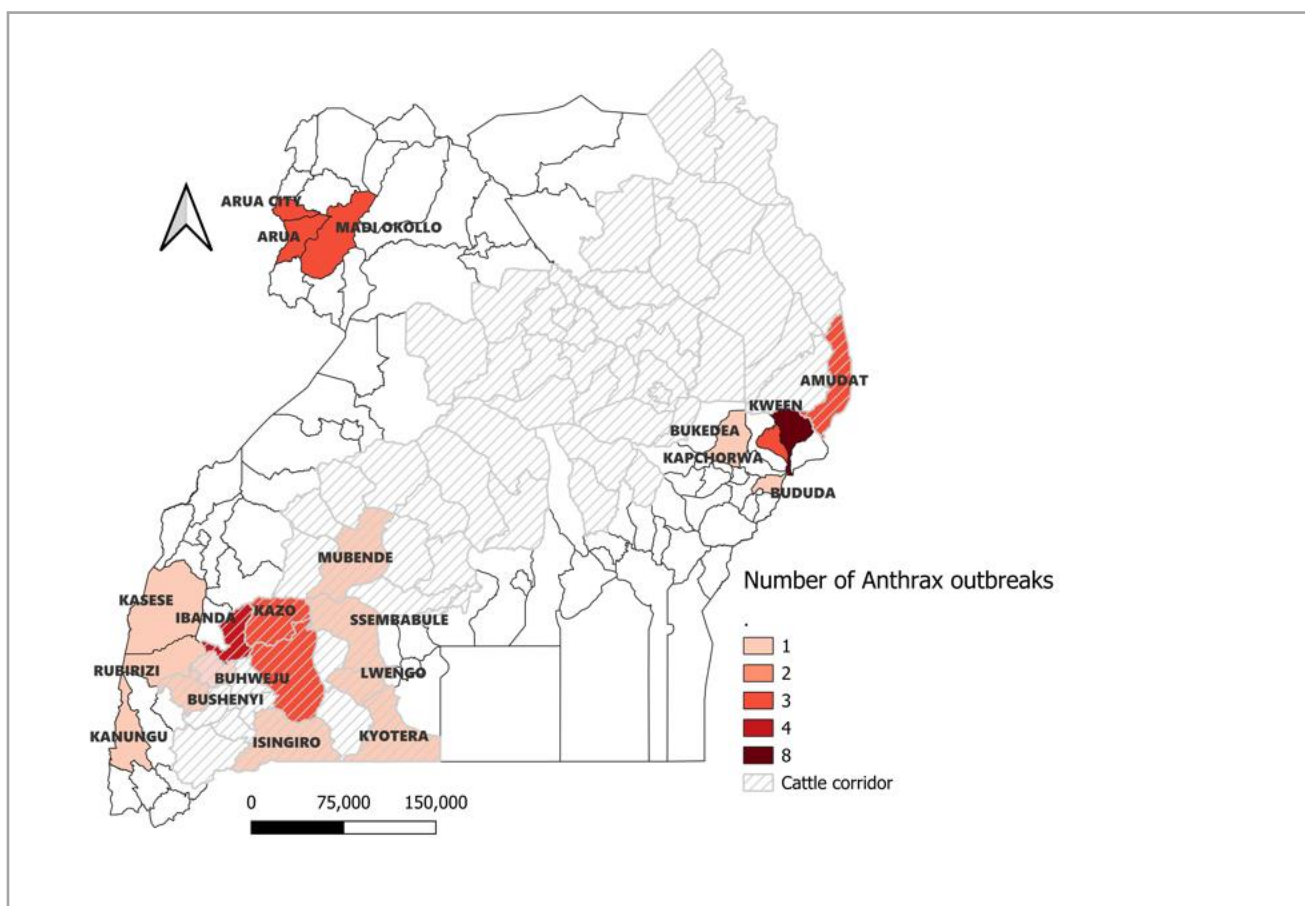 ARUA CITY
ARUA
MADI OKOLLO
AMUDAT
KWEEN
BUKEDEA
KAPCHORWA
BUDUDA
MUBENDE
KASESE
IBANDA
KAZO
SSEMBABULE
RUBIRIZI
BUHWEJU
LWENGO
BUSHENYI
KANUNGU
ISINGIRO
KYOTERA
0 75,000 150,000
Number of Anthrax outbreaks
.
1
2
3
4
8
Cattle corridor